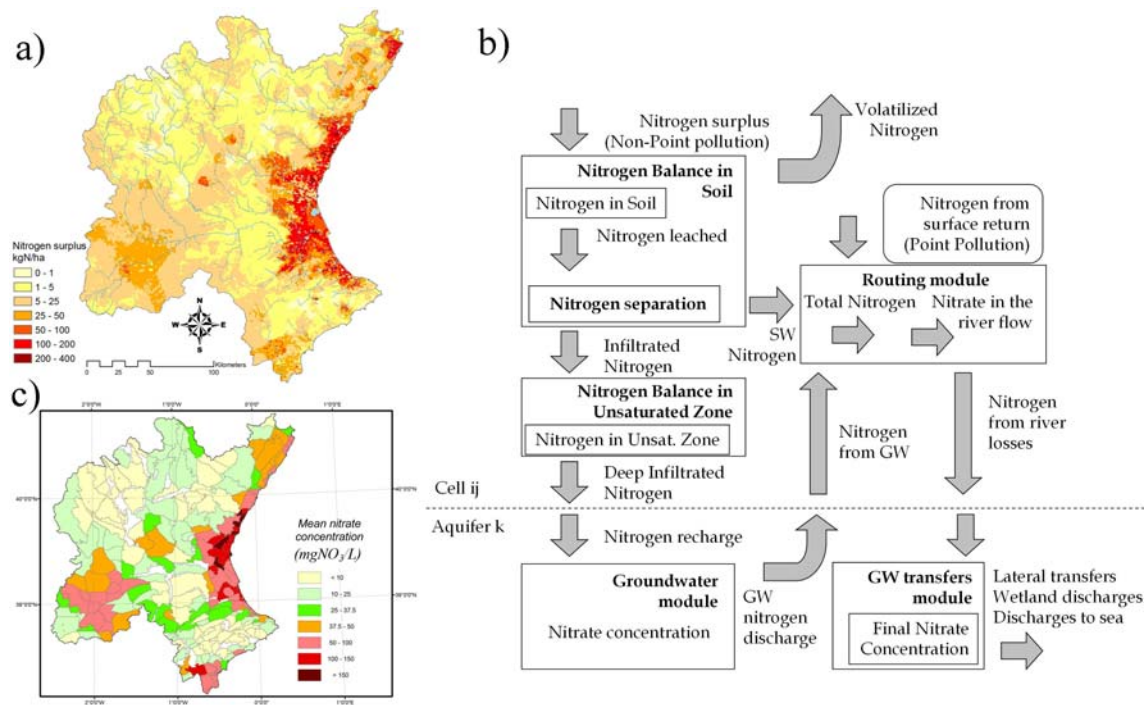 a)
Nitrogen surplus
kgN/ha
0 - 1
1 - 5
5 - 25
25 - 50
50 - 100
100 - 200
200 - 400
N
W
E
S
0
25
50
100
Kilometers
b)
Nitrogen surplus
(Non-Point pollution)
Volatilized
Nitrogen
Nitrogen Balance in
Soil
Nitrogen in Soil
Nitrogen leached
Nitrogen separation
Nitrogen from
surface return
(Point Pollution)
Routing module
Total Nitrogen
Nitrate in the
river flow
SW
Nitrogen
Infiltrated
Nitrogen
Nitrogen Balance in
Unsaturated Zone
Nitrogen in Unsat. Zone
Nitrogen
from GW
Nitrogen
from river
losses
Deep Infiltrated
Nitrogen
Cell ij
Aquifer k
Nitrogen recharge
Groundwater
module
Nitrate concentration
GW
nitrogen
discharge
GW transfers
module
Final Nitrate
Concentration
Lateral transfers
Wetland discharges
Discharges to sea
c)
Mean nitrate
concentration
(mgNO3/L)
< 10
10 - 25
25 - 37.5
37.5 - 50
50 - 100
100 - 150
> 150